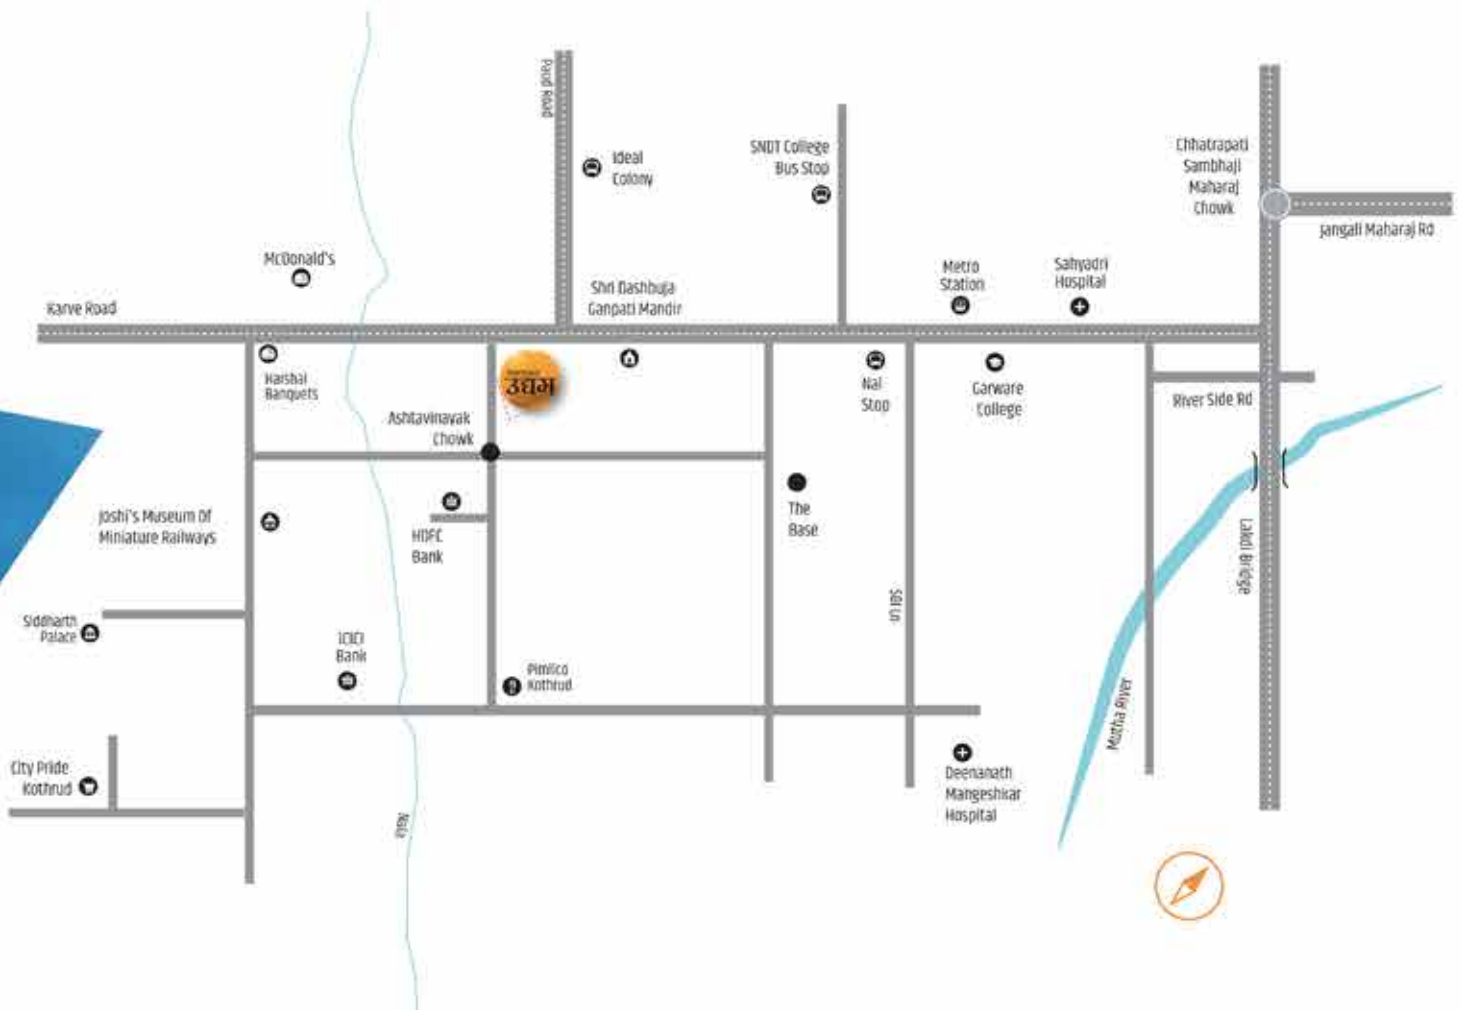 Paud Road
Ideal
Colony
SNDT College
Bus Stop
Chhatrapati
Sambhaji
Maharaj
Chowk
Jangali Maharaj Rd
McDonald's
Metro
Station
Sahyadri
Hospital
Karve Road
Shri Dashbuja
Ganpati Mandir
Harshal
Banquets
Nal
Stop
Garware
College
River Side Rd
Ashtavinayak
Chowk
Joshi's Museum Of
Miniature Railways
HDFC
Bank
The
Base
Lakdi Bridge
SBI Ln
Siddharth
Palace
ICICI
Bank
Pimlico
Kothrud
Mutha River
City Pride
Kothrud
Deenanath
Mangeshkar
Hospital
Nala